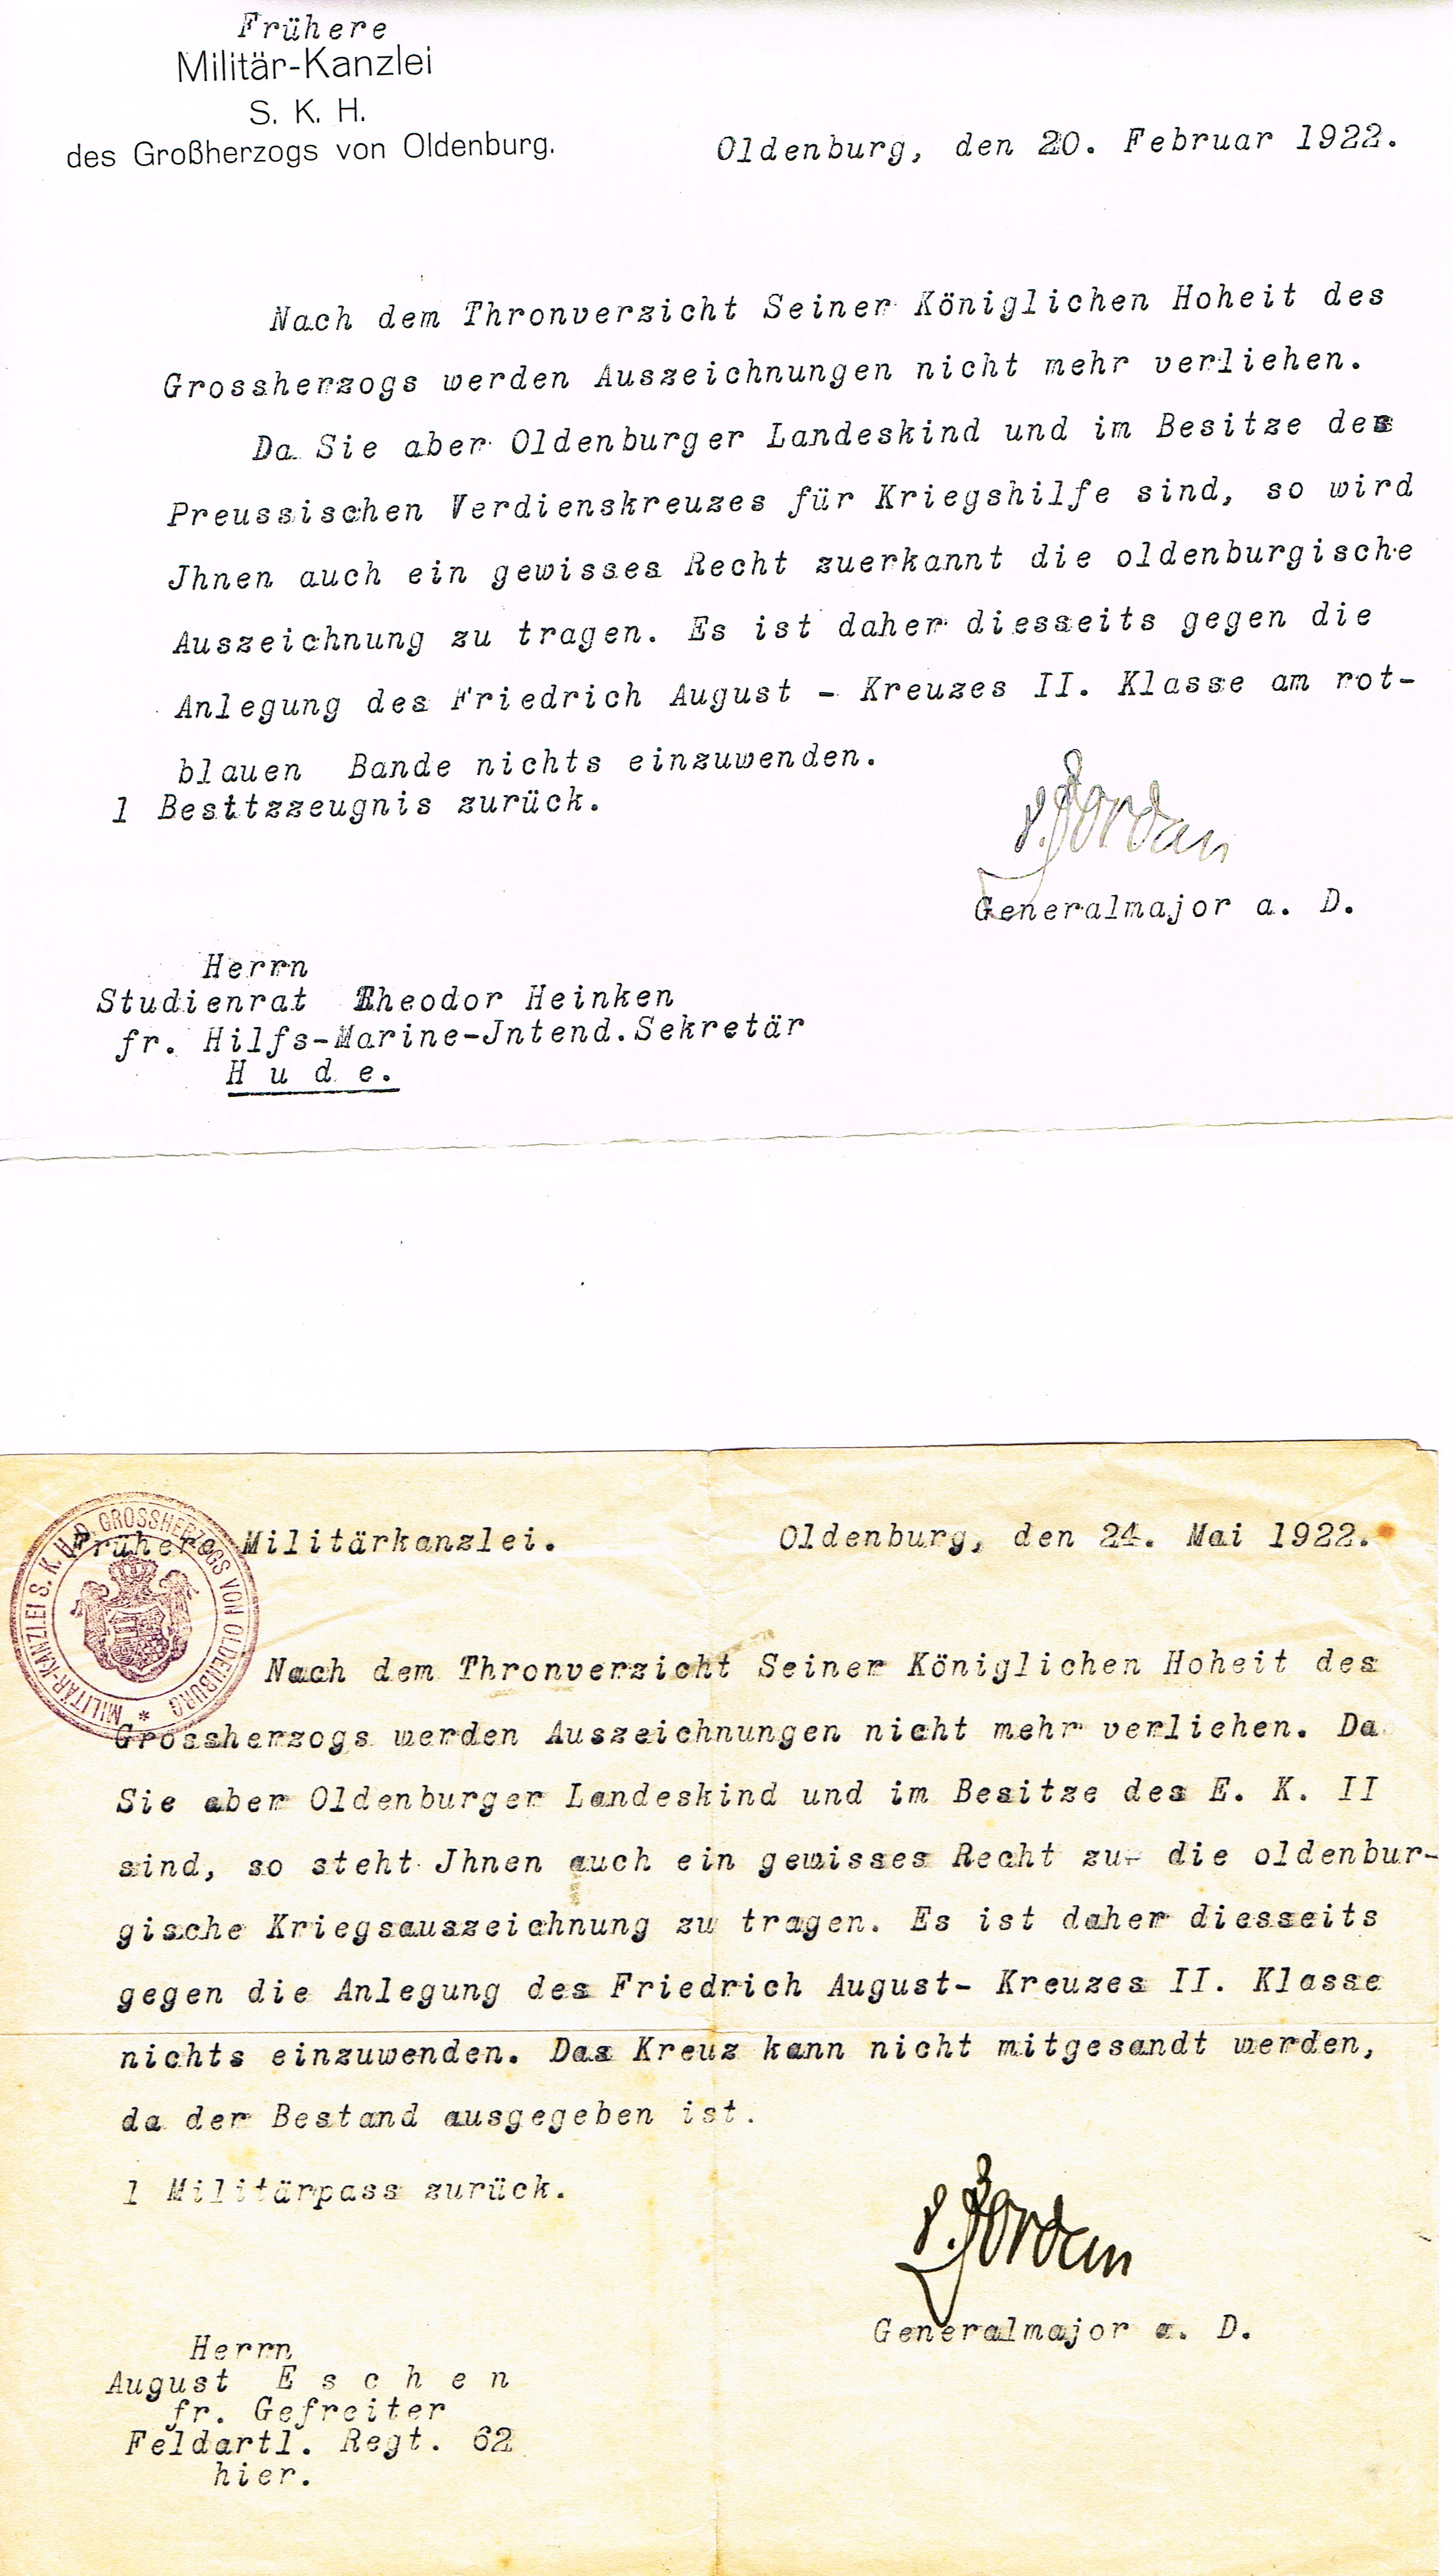 Frühere
Militär-Kanzlei
S. K. H.
des Großherzogs von Oldenburg.
Oldenburg, den 20. Februar 1922.
Nach dem Thronverzicht Seiner Königlichen Hoheit des
Grossherzogs werden Auszeichnungen nicht mehr verliehen.
Da Sie aber Oldenburger Landeskind und im Besitze des
Preussischen Verdienskreuzes für Kriegshilfe sind, so wird
Jhnen auch ein gewisses Recht zuerkannt die oldenburgische
Auszeichnung zu tragen. Es ist daher diesseits gegen die
Anlegung des Friedrich August - Kreuzes II. Klasse am rot-
blauen Bande nichts einzuwenden.
1 Besitzzeugnis zurück.
v. Jordan
Generalmajor a. D.
Herrn
Studienrat Theodor Heinken
fr. Hilfs-Marine-Jntend.Sekretär
H u d e.
MILITÄR-KANZLEI S. K. H. D. GROSSHERZOGS VON OLDENBURG *
Frühere Militärkanzlei.
Oldenburg, den 24. Mai 1922.
Nach dem Thronverzicht Seiner Königlichen Hoheit des
Grossherzogs werden Auszeichnungen nicht mehr verliehen. Da
Sie aber Oldenburger Landeskind und im Besitze des E. K. II
sind, so steht Jhnen auch ein gewisses Recht zu- die oldenbur-
gische Kriegsauszeichnung zu tragen. Es ist daher diesseits
gegen die Anlegung des Friedrich August- Kreuzes II. Klasse
nichts einzuwenden. Das Kreuz kann nicht mitgesandt werden,
da der Bestand ausgegeben ist.
1 Militärpass zurück.
v. Jordan
Generalmajor a. D.
Herrn
August E s c h e n
fr. Gefreiter
Feldartl. Regt. 62
hier.